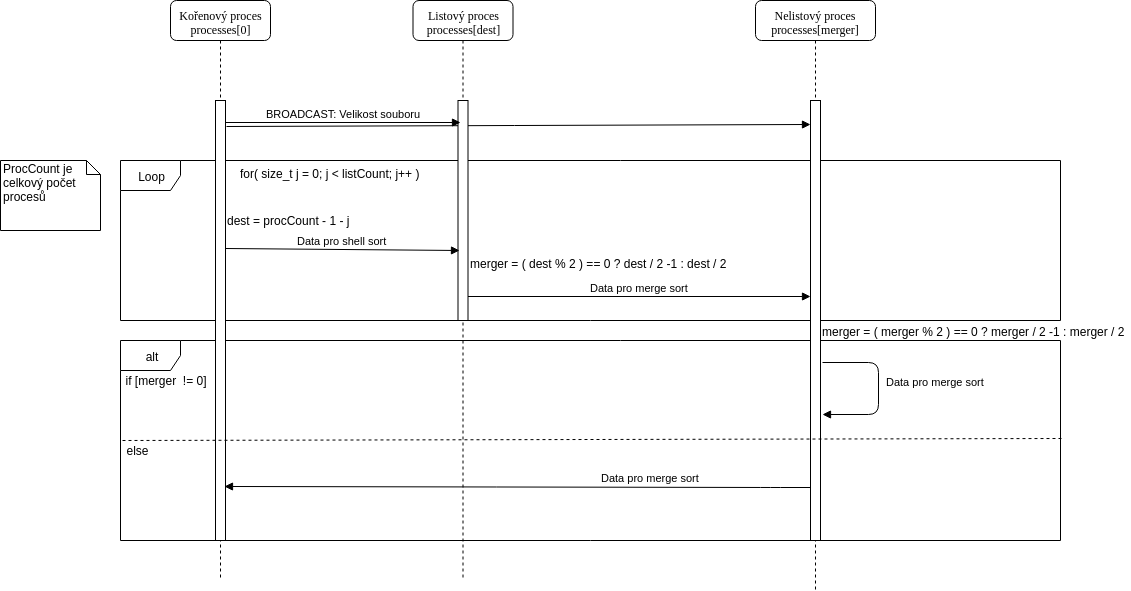 Kořenový proces
processes[0]
Listový proces
processes[dest]
Nelistový proces
processes[merger]
BROADCAST: Velikost souboru
ProcCount je
celkový počet
procesů
Loop
for( size_t j = 0; j < listCount; j++ )
dest = procCount - 1 - j
Data pro shell sort
merger = ( dest % 2 ) == 0 ? dest / 2 -1 : dest / 2
Data pro merge sort
merger = ( merger % 2 ) == 0 ? merger / 2 -1 : merger / 2
alt
if [merger != 0]
Data pro merge sort
else
Data pro merge sort